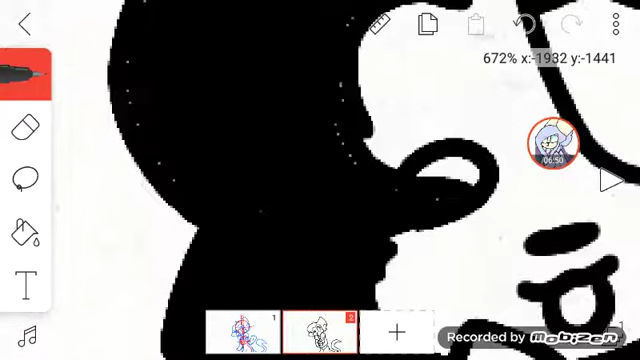 672% x:-1932 y:-1441
/06:50
T
1
2
Recorded by Mobizen